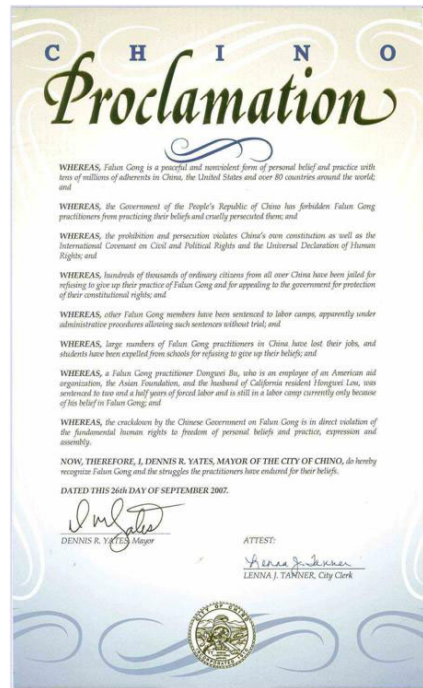 CHINO
Proclamation
WHEREAS, Falun Gong is a peaceful and nonviolent form of personal belief and practice with
tens of millions of adherents in China, the United States and over 80 countries around the world;
and
WHEREAS, the Government of the People's Republic of China has forbidden Falun Gong
practitioners from practicing their beliefs and cruelly persecuted them; and
WHEREAS, the prohibition and persecution violates China's own constitution as well as the
International Covenant on Civil and Political Rights and the Universal Declaration of Human
Rights; and
WHEREAS, hundreds of thousands of ordinary citizens from all over China have been jailed for
refusing to give up their practice of Falun Gong and for appealing to the government for protection
of their constitutional rights; and
WHEREAS, other Falun Gong members have been sentenced to labor camps, apparently under
administrative procedures allowing such sentences without trial; and
WHEREAS, large numbers of Falun Gong practitioners in China have lost their jobs, and
students have been expelled from schools for refusing to give up their beliefs; and
WHEREAS, a Falun Gong practitioner Dongwei Bu, who is an employee of an American aid
organization, the Asian Foundation, and the husband of California resident Hongwei Lou, was
sentenced to two and a half years of forced labor and is still in a labor camp currently only because
of his belief in Falun Gong; and
WHEREAS, the crackdown by the Chinese Government on Falun Gong is in direct violation of
the fundamental human rights to freedom of personal beliefs and practice, expression and
assembly.
NOW, THEREFORE, I, DENNIS R. YATES, MAYOR OF THE CITY OF CHINO, do hereby
recognize Falun Gong and the struggles the practitioners have endured for their beliefs.
DATED THIS 26th DAY OF SEPTEMBER 2007.
DENNIS R. YATES, Mayor
ATTEST:
Lenna J. Tanner
LENNA J. TANNER, City Clerk
CITY OF CHINO
INCORPORATED